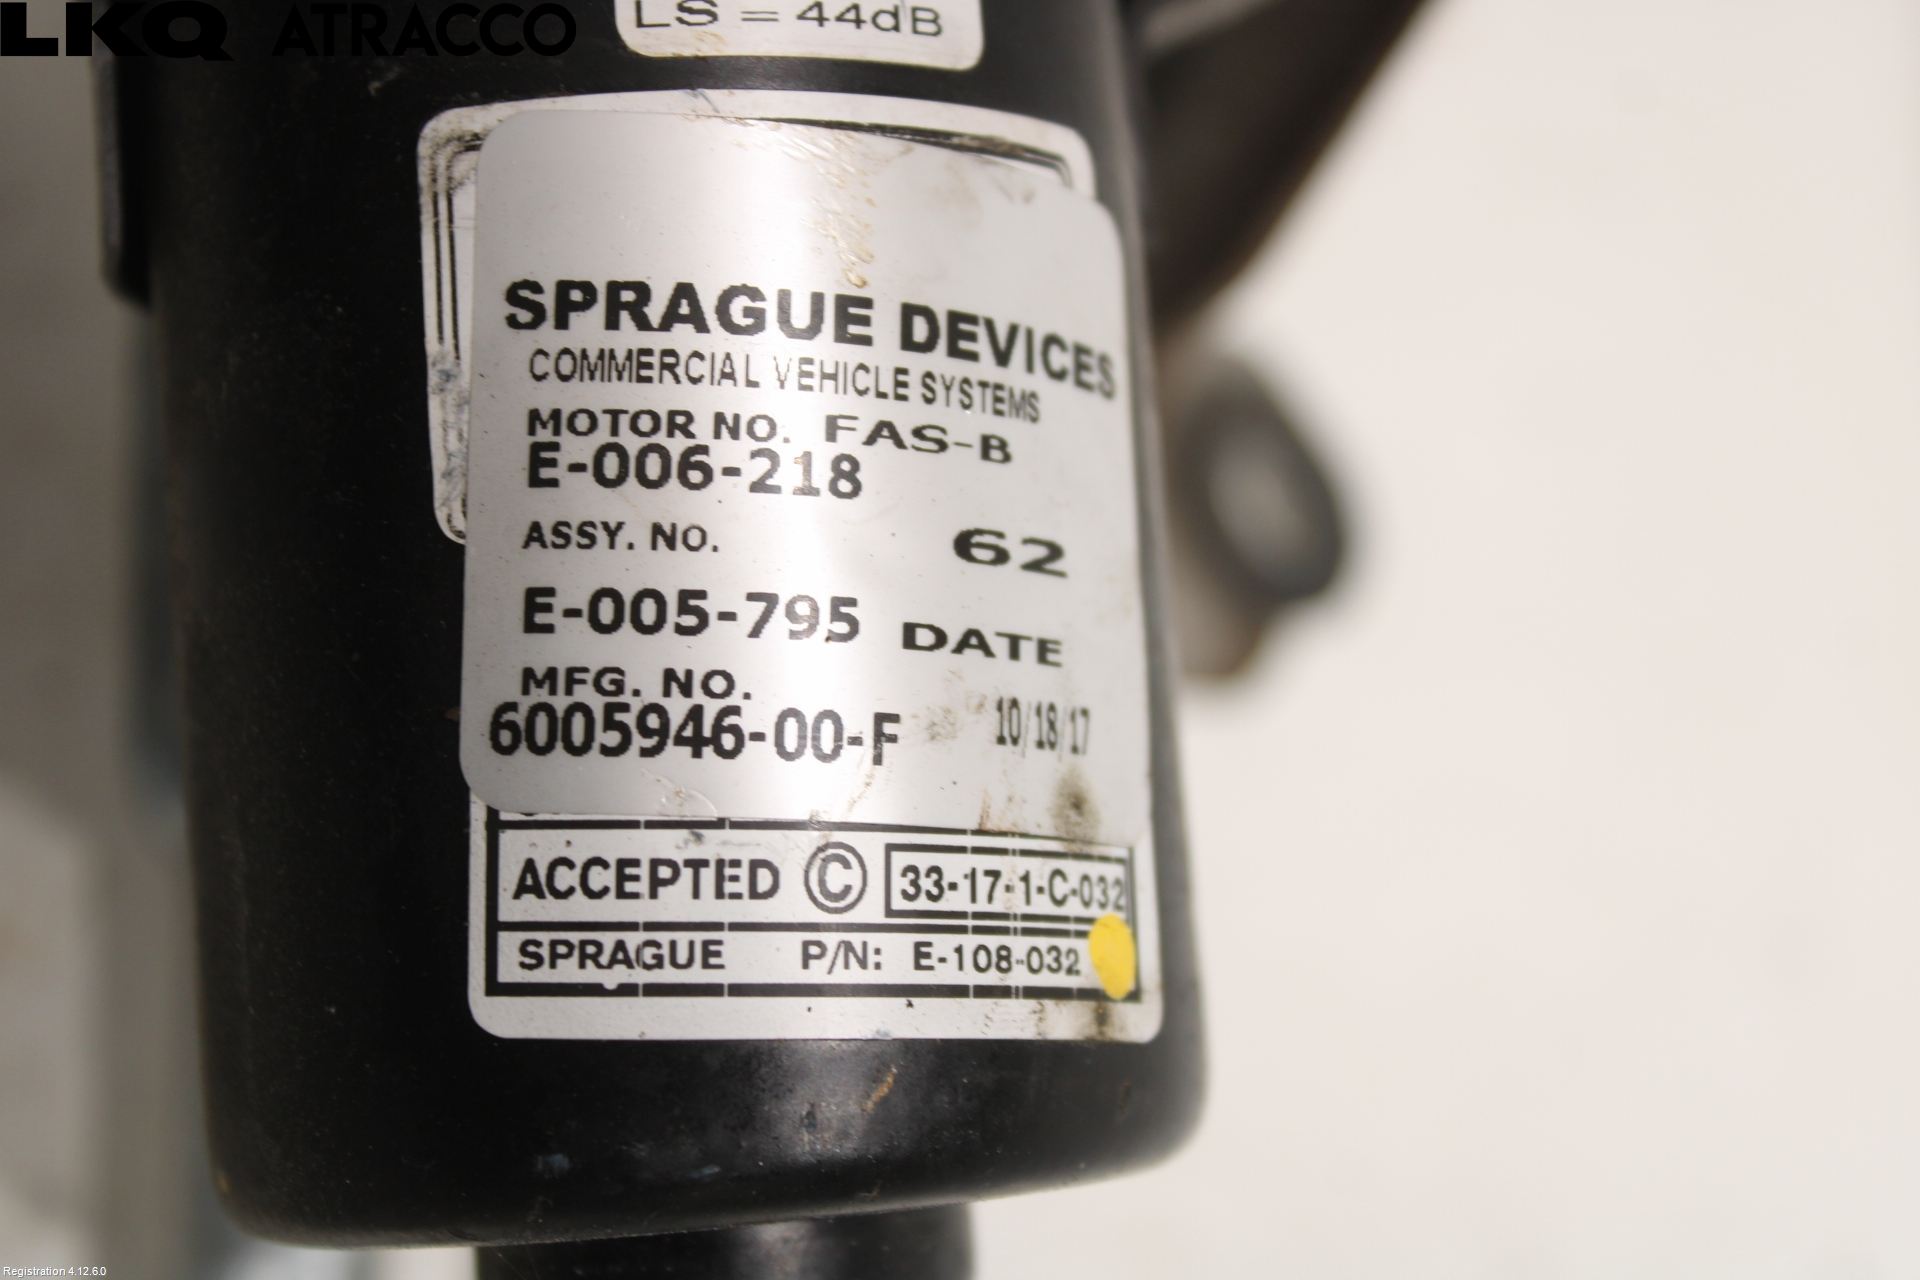 LKQ ATRACCO
LS = 44dB
SPRAGUE DEVICES
COMMERCIAL VEHICLE SYSTEMS
MOTOR NO. FAS-B
E-006-218
ASSY. NO. 62
E-005-795 DATE
MFG. NO.
6005946-00-F 10/18/17
ACCEPTED © 33-17-1-C-032
SPRAGUE P/N: E-108-032
Registration 4.12.6.0